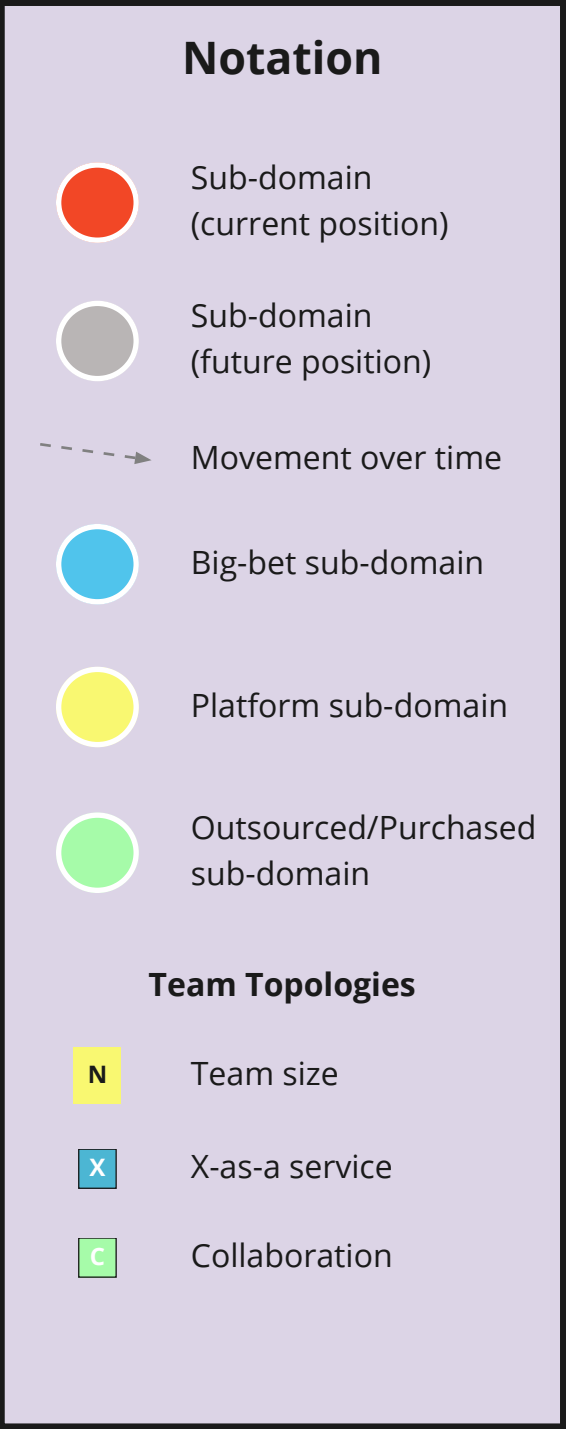 Notation
Sub-domain
(current position)
Sub-domain
(future position)
Movement over time
Big-bet sub-domain
Platform sub-domain
Outsourced/Purchased
sub-domain
Team Topologies
N Team size
X X-as-a service
C Collaboration